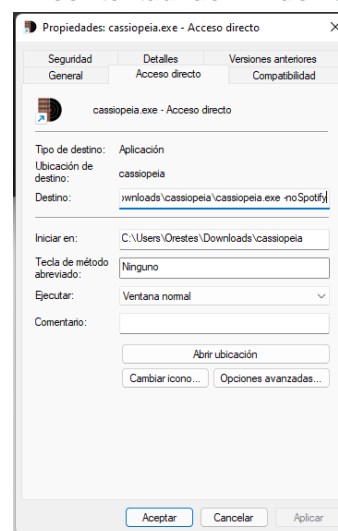 Propiedades: cassiopeia.exe - Acceso directo
Seguridad Detalles Versiones anteriores
General Acceso directo Compatibilidad
cassiopeia.exe - Acceso directo
Tipo de destino: Aplicación
Ubicación de destino: cassiopeia
Destino: ownloads\cassiopeia\cassiopeia.exe -noSpotify
Iniciar en: C:\Users\Orestes\Downloads\cassiopeia
Tecla de método abreviado: Ninguno
Ejecutar: Ventana normal
Comentario:
Abrir ubicación
Cambiar icono... Opciones avanzadas...
Aceptar Cancelar Aplicar